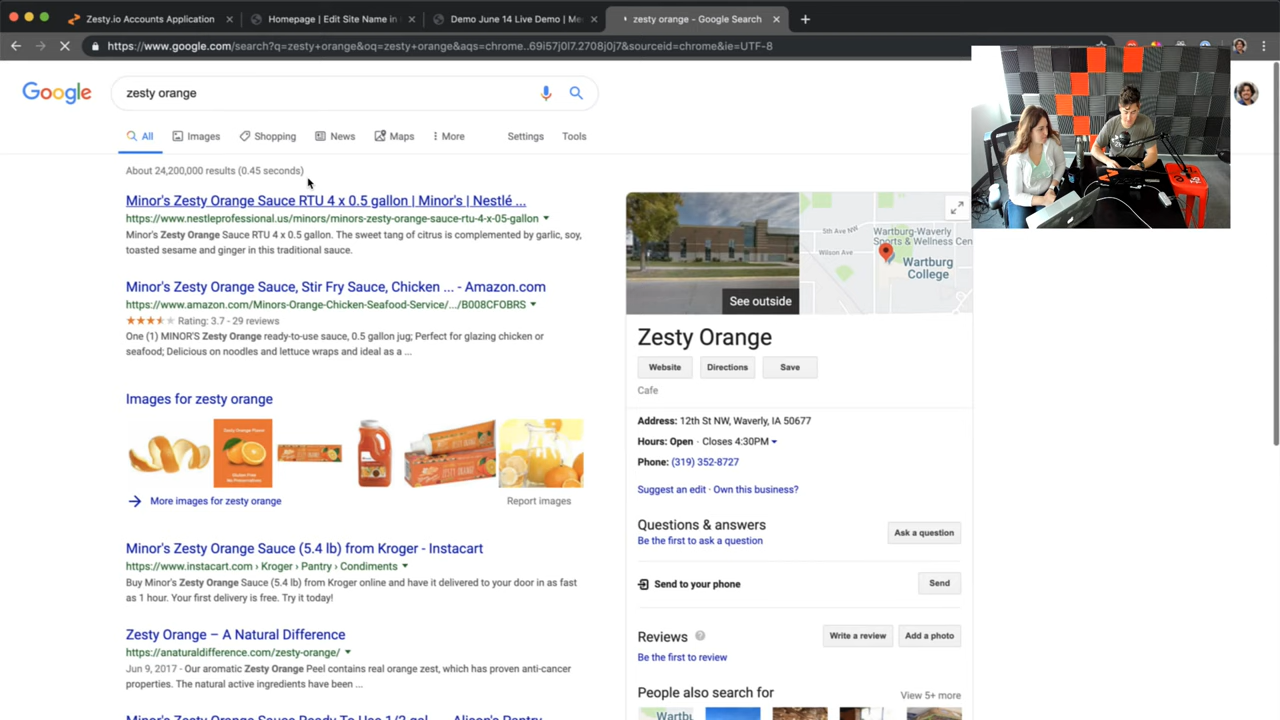 Zesty.io Accounts Application
Homepage | Edit Site Name in
Demo June 14 Live Demo | Me
zesty orange - Google Search
https://www.google.com/search?q=zesty+orange&oq=zesty+orange&aqs=chrome..69i57j0l7.2708j0j7&sourceid=chrome&ie=UTF-8
Google
zesty orange
All
Images
Shopping
News
Maps
More
Settings
Tools
About 24,200,000 results (0.45 seconds)
Minor's Zesty Orange Sauce RTU 4 x 0.5 gallon | Minor's | Nestlé ...
https://www.nestleprofessional.us/minors/minors-zesty-orange-sauce-rtu-4-x-05-gallon
Minor's Zesty Orange Sauce RTU 4 x 0.5 gallon. The sweet tang of citrus is complemented by garlic, soy,
toasted sesame and ginger in this traditional sauce.
Minor's Zesty Orange Sauce, Stir Fry Sauce, Chicken ... - Amazon.com
https://www.amazon.com/Minors-Orange-Chicken-Seafood-Service/.../B008CFOBRS
Rating: 3.7 - 29 reviews
One (1) MINOR'S Zesty Orange ready-to-use sauce, 0.5 gallon jug; Perfect for glazing chicken or
seafood; Delicious on noodles and lettuce wraps and ideal as a ...
Images for zesty orange
More images for zesty orange
Report images
Minor's Zesty Orange Sauce (5.4 lb) from Kroger - Instacart
https://www.instacart.com › Kroger › Pantry › Condiments
Buy Minor's Zesty Orange Sauce (5.4 lb) from Kroger online and have it delivered to your door in as fast
as 1 hour. Your first delivery is free. Try it today!
Zesty Orange – A Natural Difference
https://anaturaldifference.com/zesty-orange/
Jun 9, 2017 - Our aromatic Zesty Orange Peel contains real orange zest, which has proven anti-cancer
properties. The natural active ingredients have been ...
Minor's Zesty Orange Sauce Ready To Use 1/2 gal ... - Alison's Pantry
See outside
5th Ave NW
Wilson Ave
Wartburg-Waverly
Sports & Wellness Cen
Wartburg
College
Zesty Orange
Website
Directions
Save
Cafe
Address: 12th St NW, Waverly, IA 50677
Hours: Open · Closes 4:30PM
Phone: (319) 352-8727
Suggest an edit · Own this business?
Questions & answers
Be the first to ask a question
Ask a question
Send to your phone
Send
Reviews
Be the first to review
Write a review
Add a photo
People also search for
View 5+ more
Wartbu